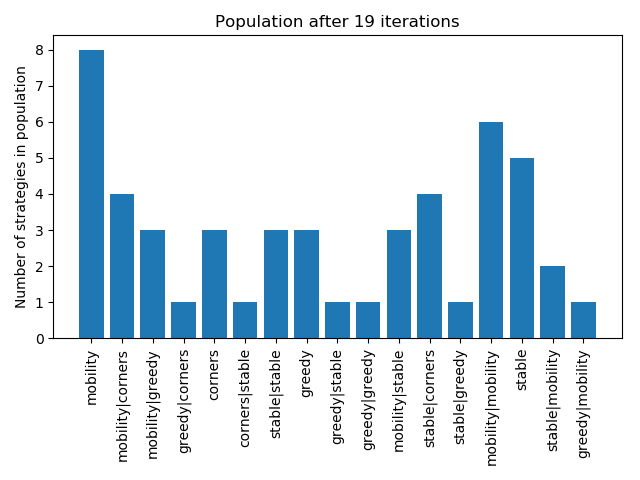 Population after 19 iterations
Number of strategies in population
8
7
6
5
4
3
2
1
0
mobility
mobility|corners
mobility|greedy
greedy|corners
corners
corners|stable
stable|stable
greedy
greedy|stable
greedy|greedy
mobility|stable
stable|corners
stable|greedy
mobility|mobility
stable
stable|mobility
greedy|mobility